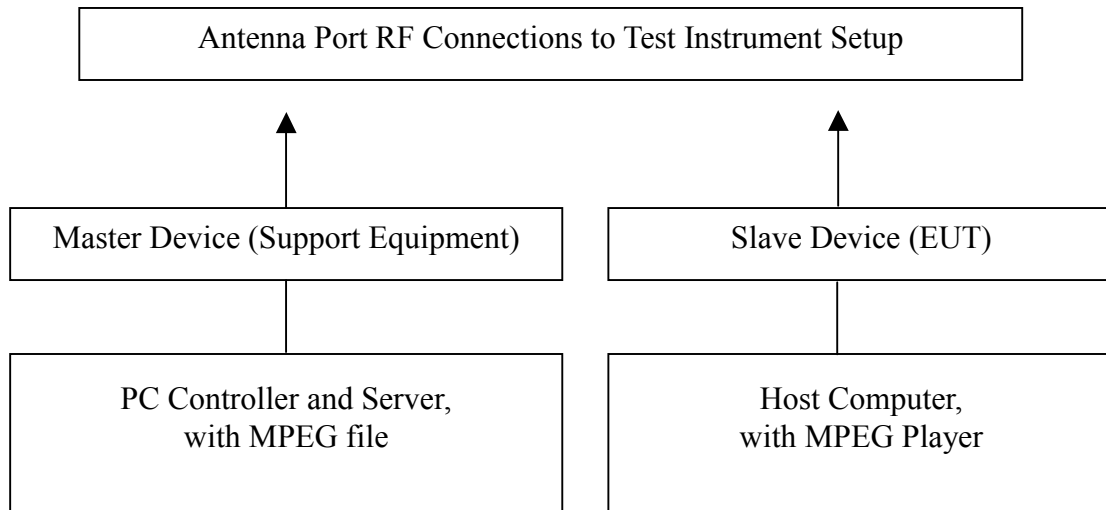 Antenna Port RF Connections to Test Instrument Setup
Master Device (Support Equipment)
Slave Device (EUT)
PC Controller and Server,
with MPEG file
Host Computer,
with MPEG Player